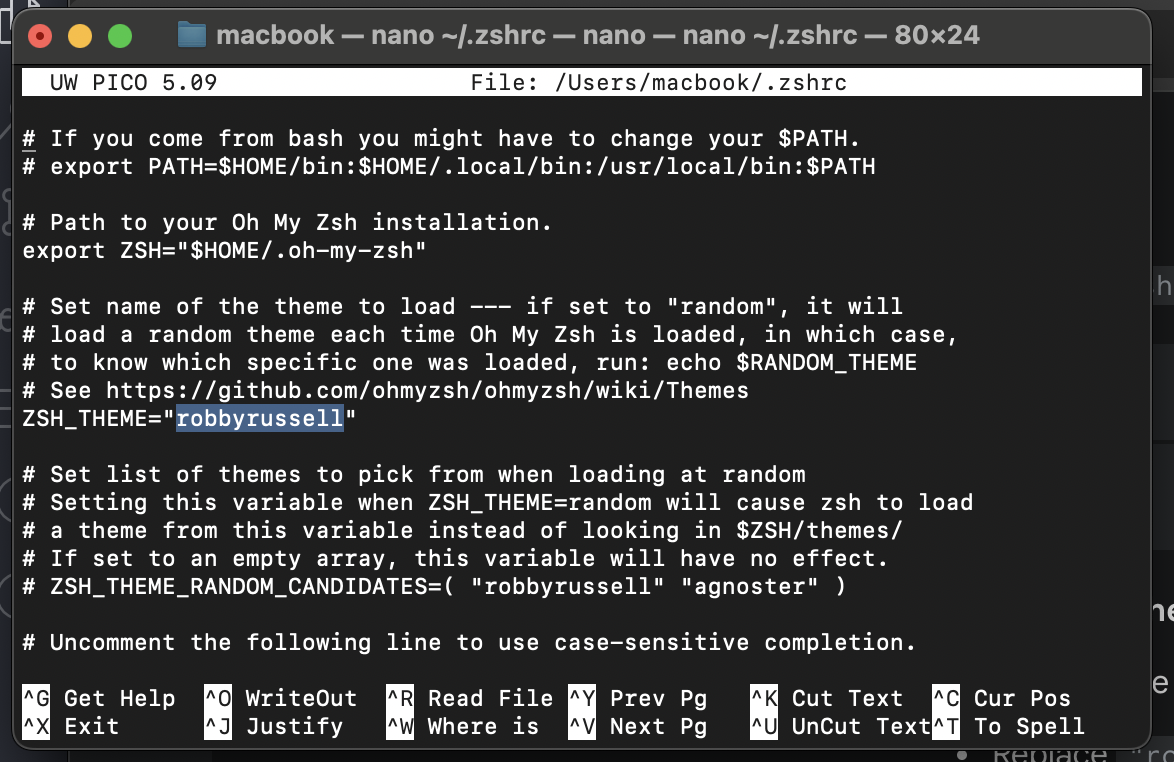 macbook — nano ~/.zshrc — nano — nano ~/.zshrc — 80×24
UW PICO 5.09 File: /Users/macbook/.zshrc
# If you come from bash you might have to change your $PATH.
# export PATH=$HOME/bin:$HOME/.local/bin:/usr/local/bin:$PATH
# Path to your Oh My Zsh installation.
export ZSH="$HOME/.oh-my-zsh"
# Set name of the theme to load --- if set to "random", it will
# load a random theme each time Oh My Zsh is loaded, in which case,
# to know which specific one was loaded, run: echo $RANDOM_THEME
# See https://github.com/ohmyzsh/ohmyzsh/wiki/Themes
ZSH_THEME="robbyrussell"
# Set list of themes to pick from when loading at random
# Setting this variable when ZSH_THEME=random will cause zsh to load
# a theme from this variable instead of looking in $ZSH/themes/
# If set to an empty array, this variable will have no effect.
# ZSH_THEME_RANDOM_CANDIDATES=( "robbyrussell" "agnoster" )
# Uncomment the following line to use case-sensitive completion.
^G Get Help ^O WriteOut ^R Read File ^Y Prev Pg ^K Cut Text ^C Cur Pos
^X Exit ^J Justify ^W Where is ^V Next Pg ^U UnCut Text^T To Spell
• Replace